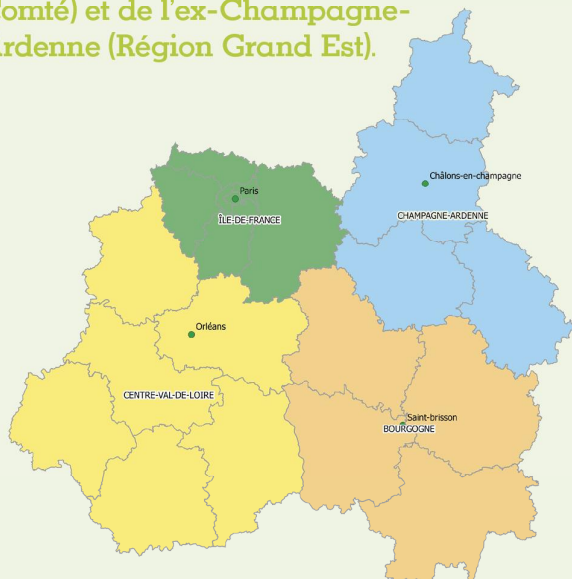 omté) et de l'ex-Champagne-
rdenne (Région Grand Est).
Châlons-en-champagne
Paris
CHAMPAGNE-ARDENNE
ÎLE-DE-FRANCE
Orléans
CENTRE-VAL-DE-LOIRE
Saint-brisson
BOURGOGNE